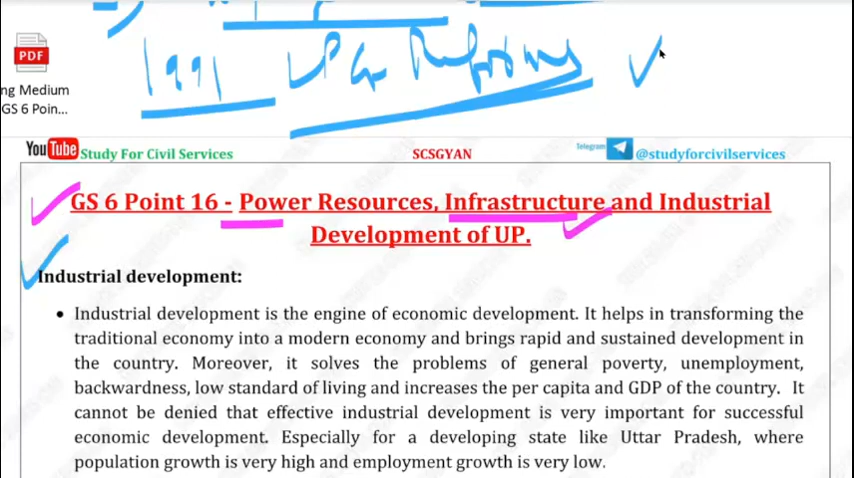 1991 LPG Reforms
PDF
ng Medium
GS 6 Poin...
YouTube Study For Civil Services SCSGYAN Telegram @studyforcivilservices
GS 6 Point 16 - Power Resources, Infrastructure and Industrial
Development of UP.
Industrial development:
• Industrial development is the engine of economic development. It helps in transforming the
traditional economy into a modern economy and brings rapid and sustained development in
the country. Moreover, it solves the problems of general poverty, unemployment,
backwardness, low standard of living and increases the per capita and GDP of the country. It
cannot be denied that effective industrial development is very important for successful
economic development. Especially for a developing state like Uttar Pradesh, where
population growth is very high and employment growth is very low.